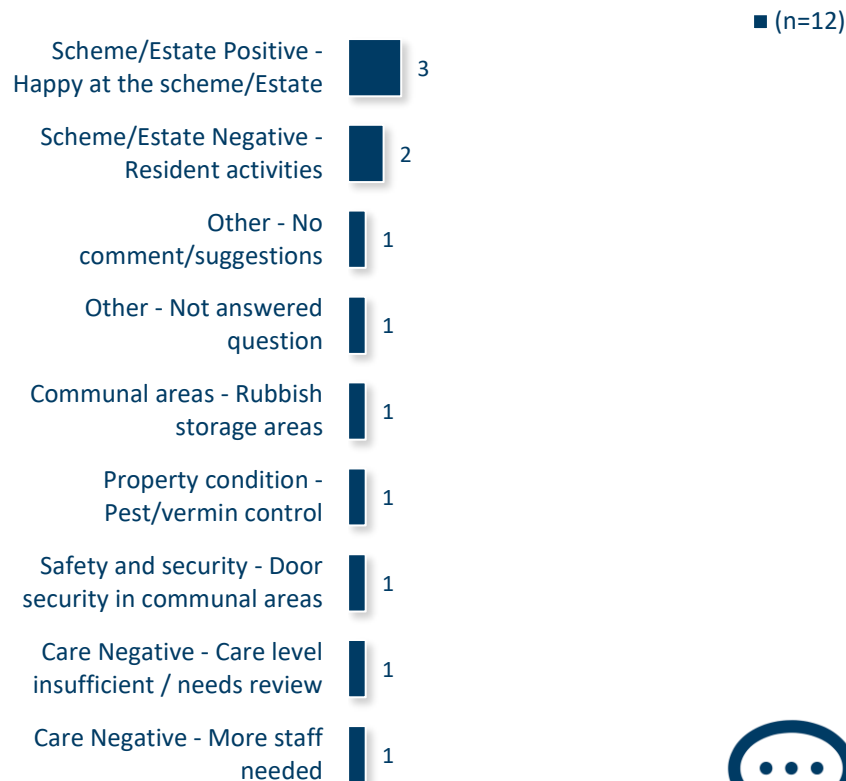 (n=12)
Scheme/Estate Positive -
Happy at the scheme/Estate
3
Scheme/Estate Negative -
Resident activities
2
Other - No
comment/suggestions
1
Other - Not answered
question
1
Communal areas - Rubbish
storage areas
1
Property condition -
Pest/vermin control
1
Safety and security - Door
security in communal areas
1
Care Negative - Care level
insufficient / needs review
1
Care Negative - More staff
needed
1